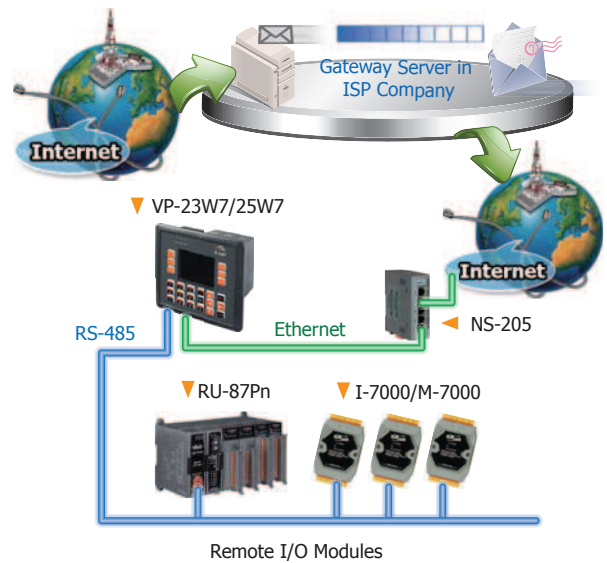 Gateway Server in
ISP Company
Internet
VP-23W7/25W7
Internet
RS-485
Ethernet
NS-205
RU-87Pn
I-7000/M-7000
Remote I/O Modules